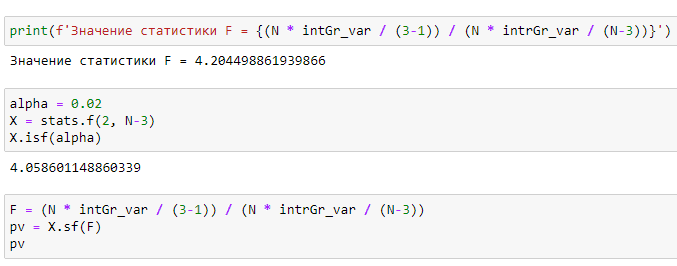 print(f'Значение статистики F = {(N * intGr_var / (3-1)) / (N * intrGr_var / (N-3))}')
Значение статистики F = 4.204498861939866
alpha = 0.02
X = stats.f(2, N-3)
X.isf(alpha)
4.058601148860339
F = (N * intGr_var / (3-1)) / (N * intrGr_var / (N-3))
pv = X.sf(F)
pv